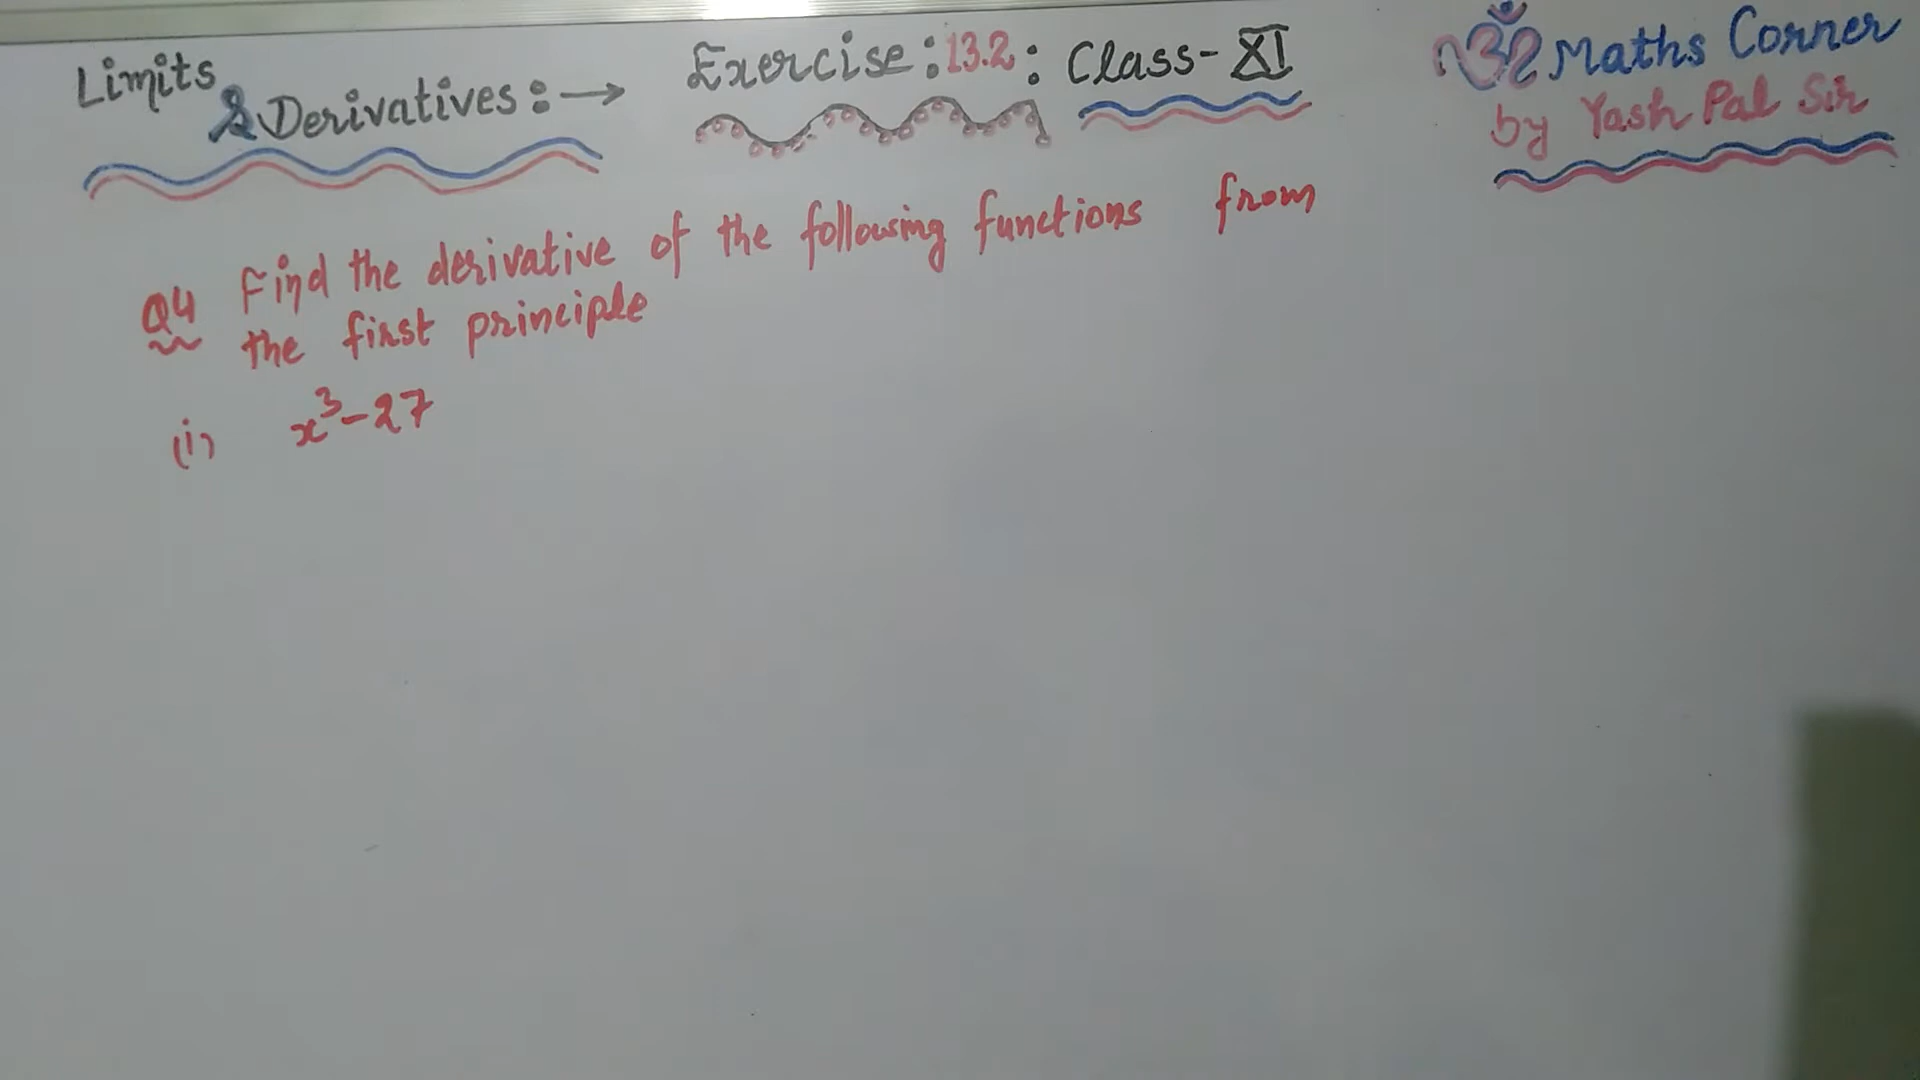 Limits
& Derivatives :→
Exercise : 13.2 : Class - XI
ॐ Maths Corner
by Yash Pal Sir
Q4 Find the derivative of the following functions from
the first principle
(i) x³-27